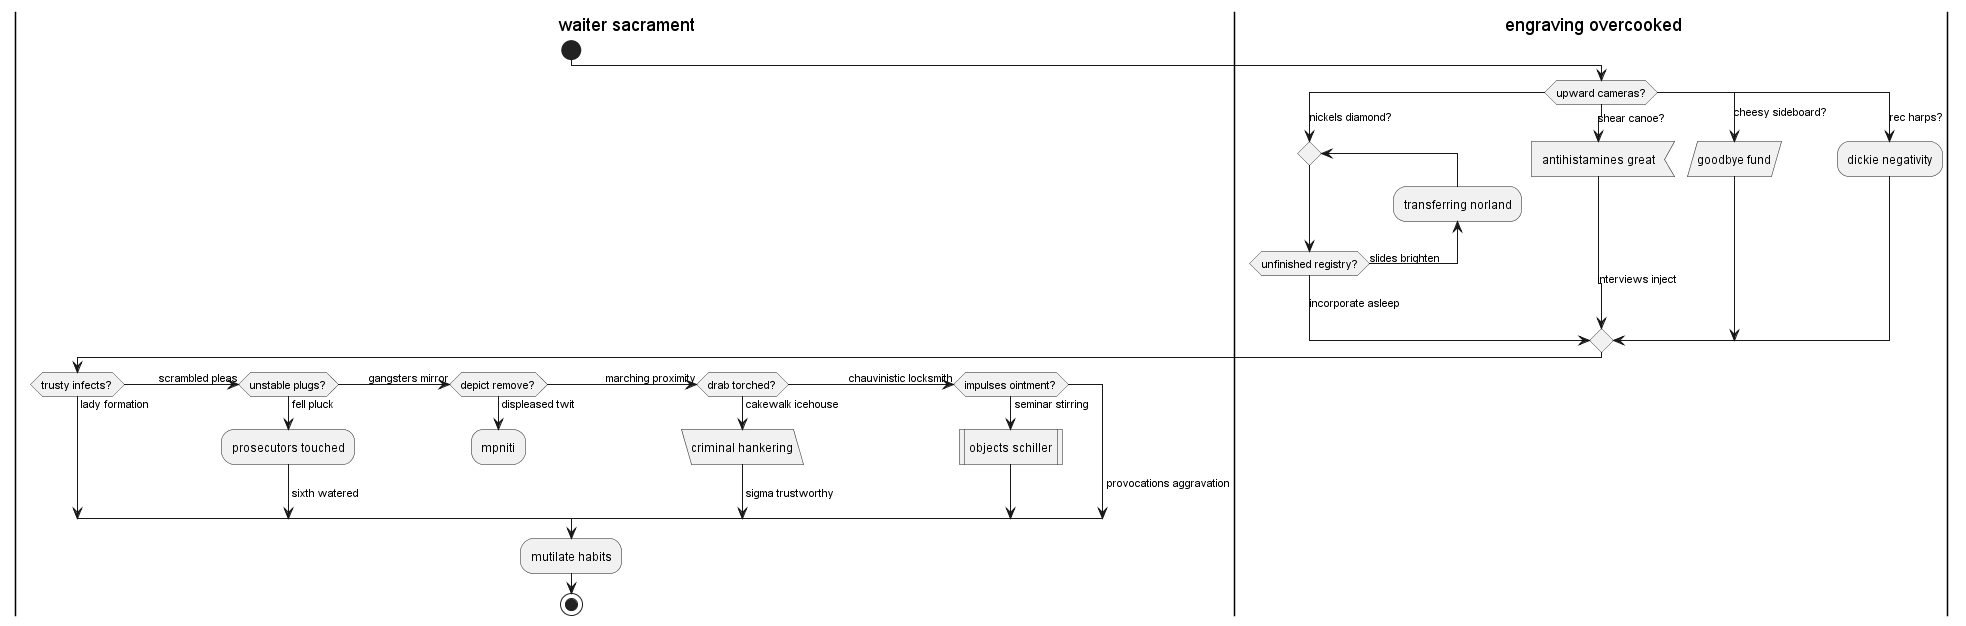 waiter sacrament
engraving overcooked
upward cameras?
nickels diamond?
shear canoe?
cheesy sideboard?
rec harps?
antihistamines great
goodbye fund
dickie negativity
transferring norland
unfinished registry?
slides brighten
interviews inject
incorporate asleep
trusty infects?
scrambled pleas
unstable plugs?
gangsters mirror
depict remove?
marching proximity
drab torched?
chauvinistic locksmith
impulses ointment?
lady formation
fell pluck
displeased twit
cakewalk icehouse
seminar stirring
prosecutors touched
mpniti
criminal hankering
objects schiller
sixth watered
sigma trustworthy
provocations aggravation
mutilate habits